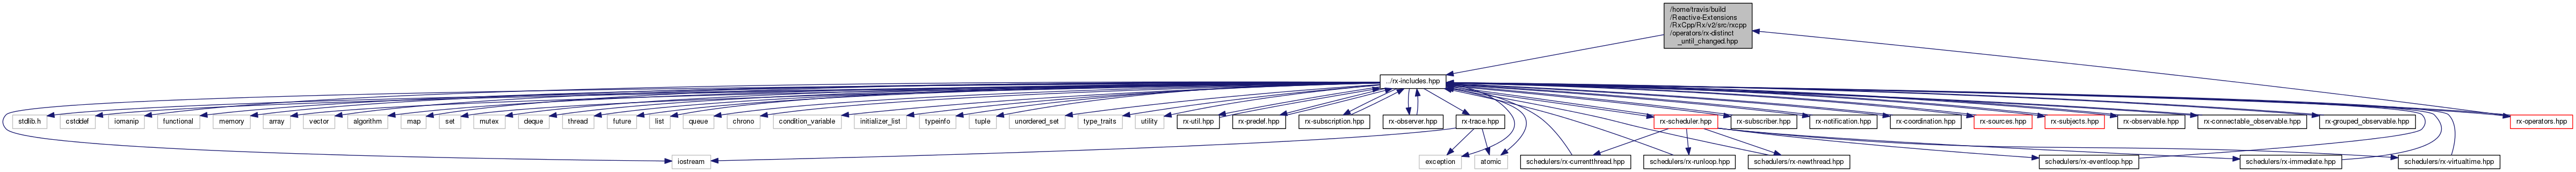 /home/travis/build
/Reactive-Extensions
/RxCpp/Rx/v2/src/rxcpp
/operators/rx-distinct
_until_changed.hpp
../rx-includes.hpp
stdlib.h
cstddef
iomanip
functional
memory
array
vector
algorithm
map
set
mutex
deque
thread
future
list
queue
chrono
condition_variable
initializer_list
typeinfo
tuple
unordered_set
type_traits
utility
rx-util.hpp
rx-predef.hpp
rx-subscription.hpp
rx-observer.hpp
rx-trace.hpp
rx-scheduler.hpp
rx-subscriber.hpp
rx-notification.hpp
rx-coordination.hpp
rx-sources.hpp
rx-subjects.hpp
rx-observable.hpp
rx-connectable_observable.hpp
rx-grouped_observable.hpp
rx-operators.hpp
iostream
exception
atomic
schedulers/rx-currentthread.hpp
schedulers/rx-runloop.hpp
schedulers/rx-newthread.hpp
schedulers/rx-eventloop.hpp
schedulers/rx-immediate.hpp
schedulers/rx-virtualtime.hpp